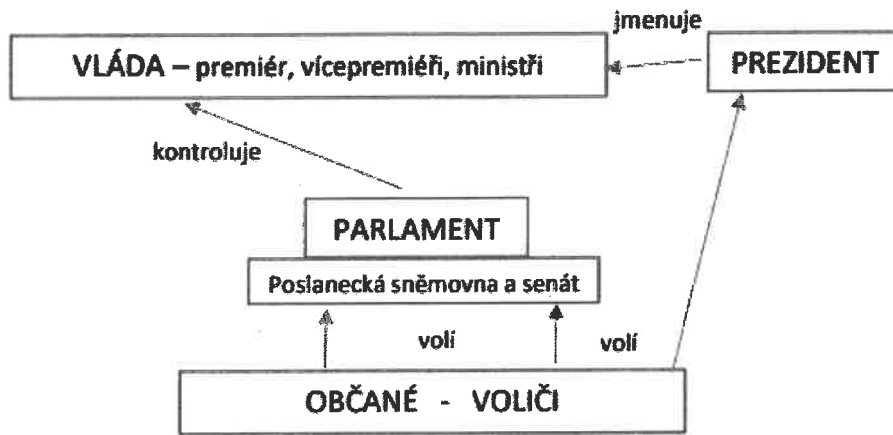 jmenuje
VLÁDA – premiér, vícepremiéři, ministři
PREZIDENT
kontroluje
PARLAMENT
Poslanecká sněmovna a senát
volí
volí
OBČANÉ - VOLIČI